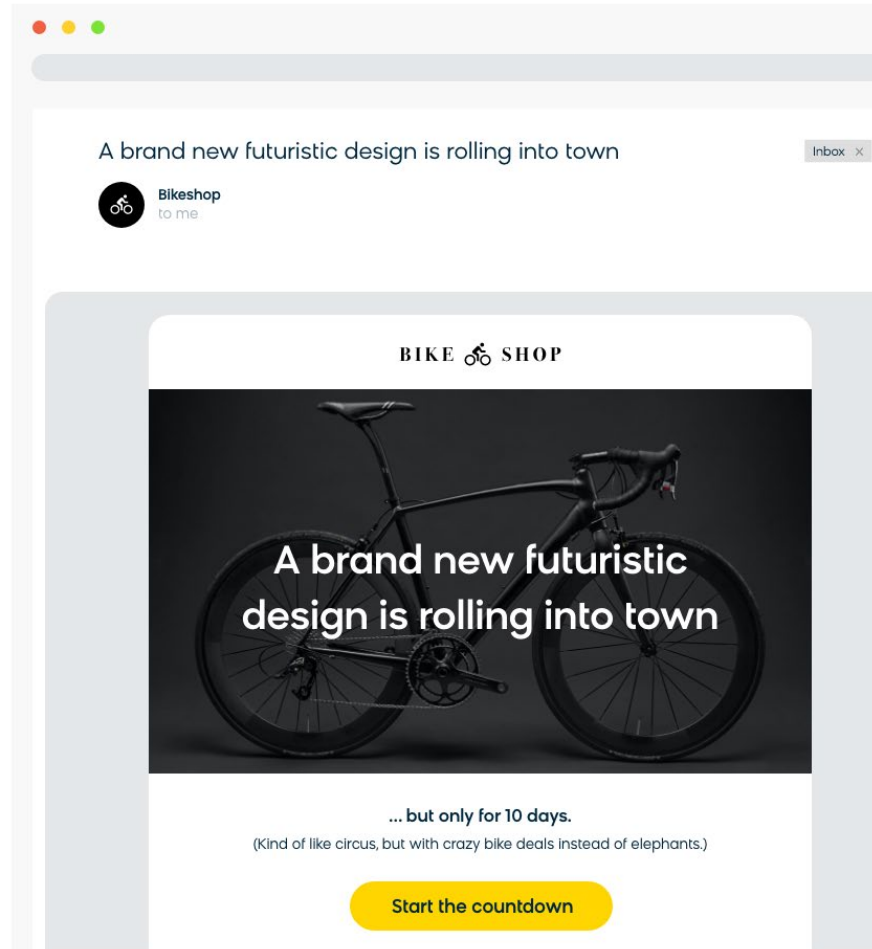 A brand new futuristic design is rolling into town
Inbox ×
Bikeshop
to me
BIKE SHOP
A brand new futuristic
design is rolling into town
... but only for 10 days.
(Kind of like circus, but with crazy bike deals instead of elephants.)
Start the countdown